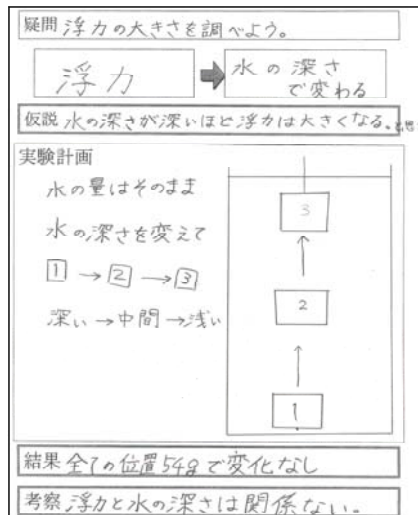 疑問 浮力の大きさを調べよう。
浮力
水の深さ
で変わる
仮説 水の深さが深いほど浮力は大きくなる。と思
実験計画
水の量はそのまま
水の深さを変えて
1→2→3
深い→中間→浅い
3
2
1
結果 全ての位置54gで変化なし
考察 浮力と水の深さは関係ない。